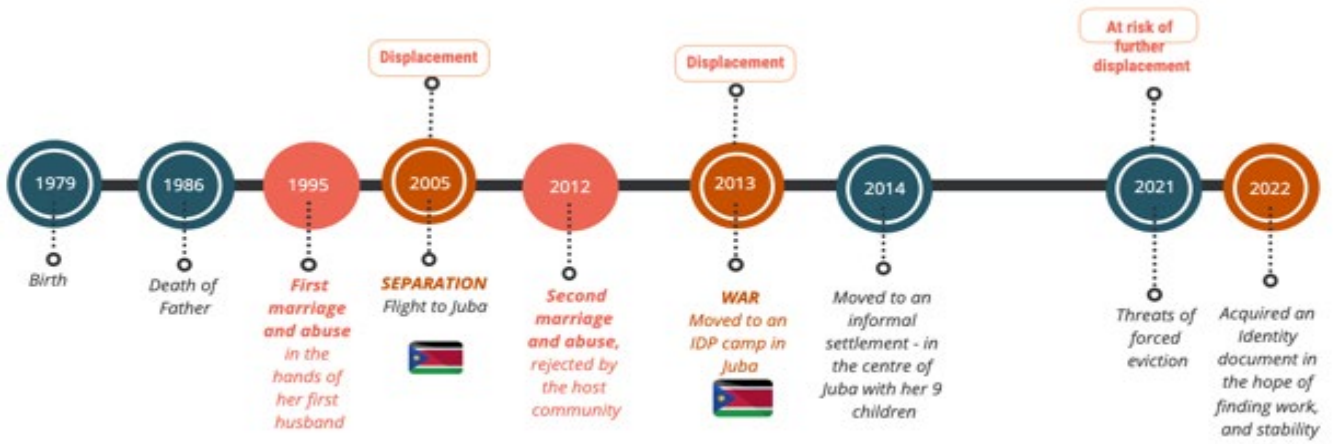 Displacement
Displacement
At risk of
further
displacement
1979
1986
1995
2005
2012
2013
2014
2021
2022
Birth
Death of
Father
First
marriage
and abuse
in the
hands of
her first
husband
SEPARATION
Flight to Juba
Second
marriage
and abuse,
rejected by
the host
community
WAR
Moved to an
IDP camp in
Juba
Moved to an
informal
settlement - in
the centre of
Juba with her 9
children
Threats of
forced
eviction
Acquired an
Identity
document in
the hope of
finding work,
and stability